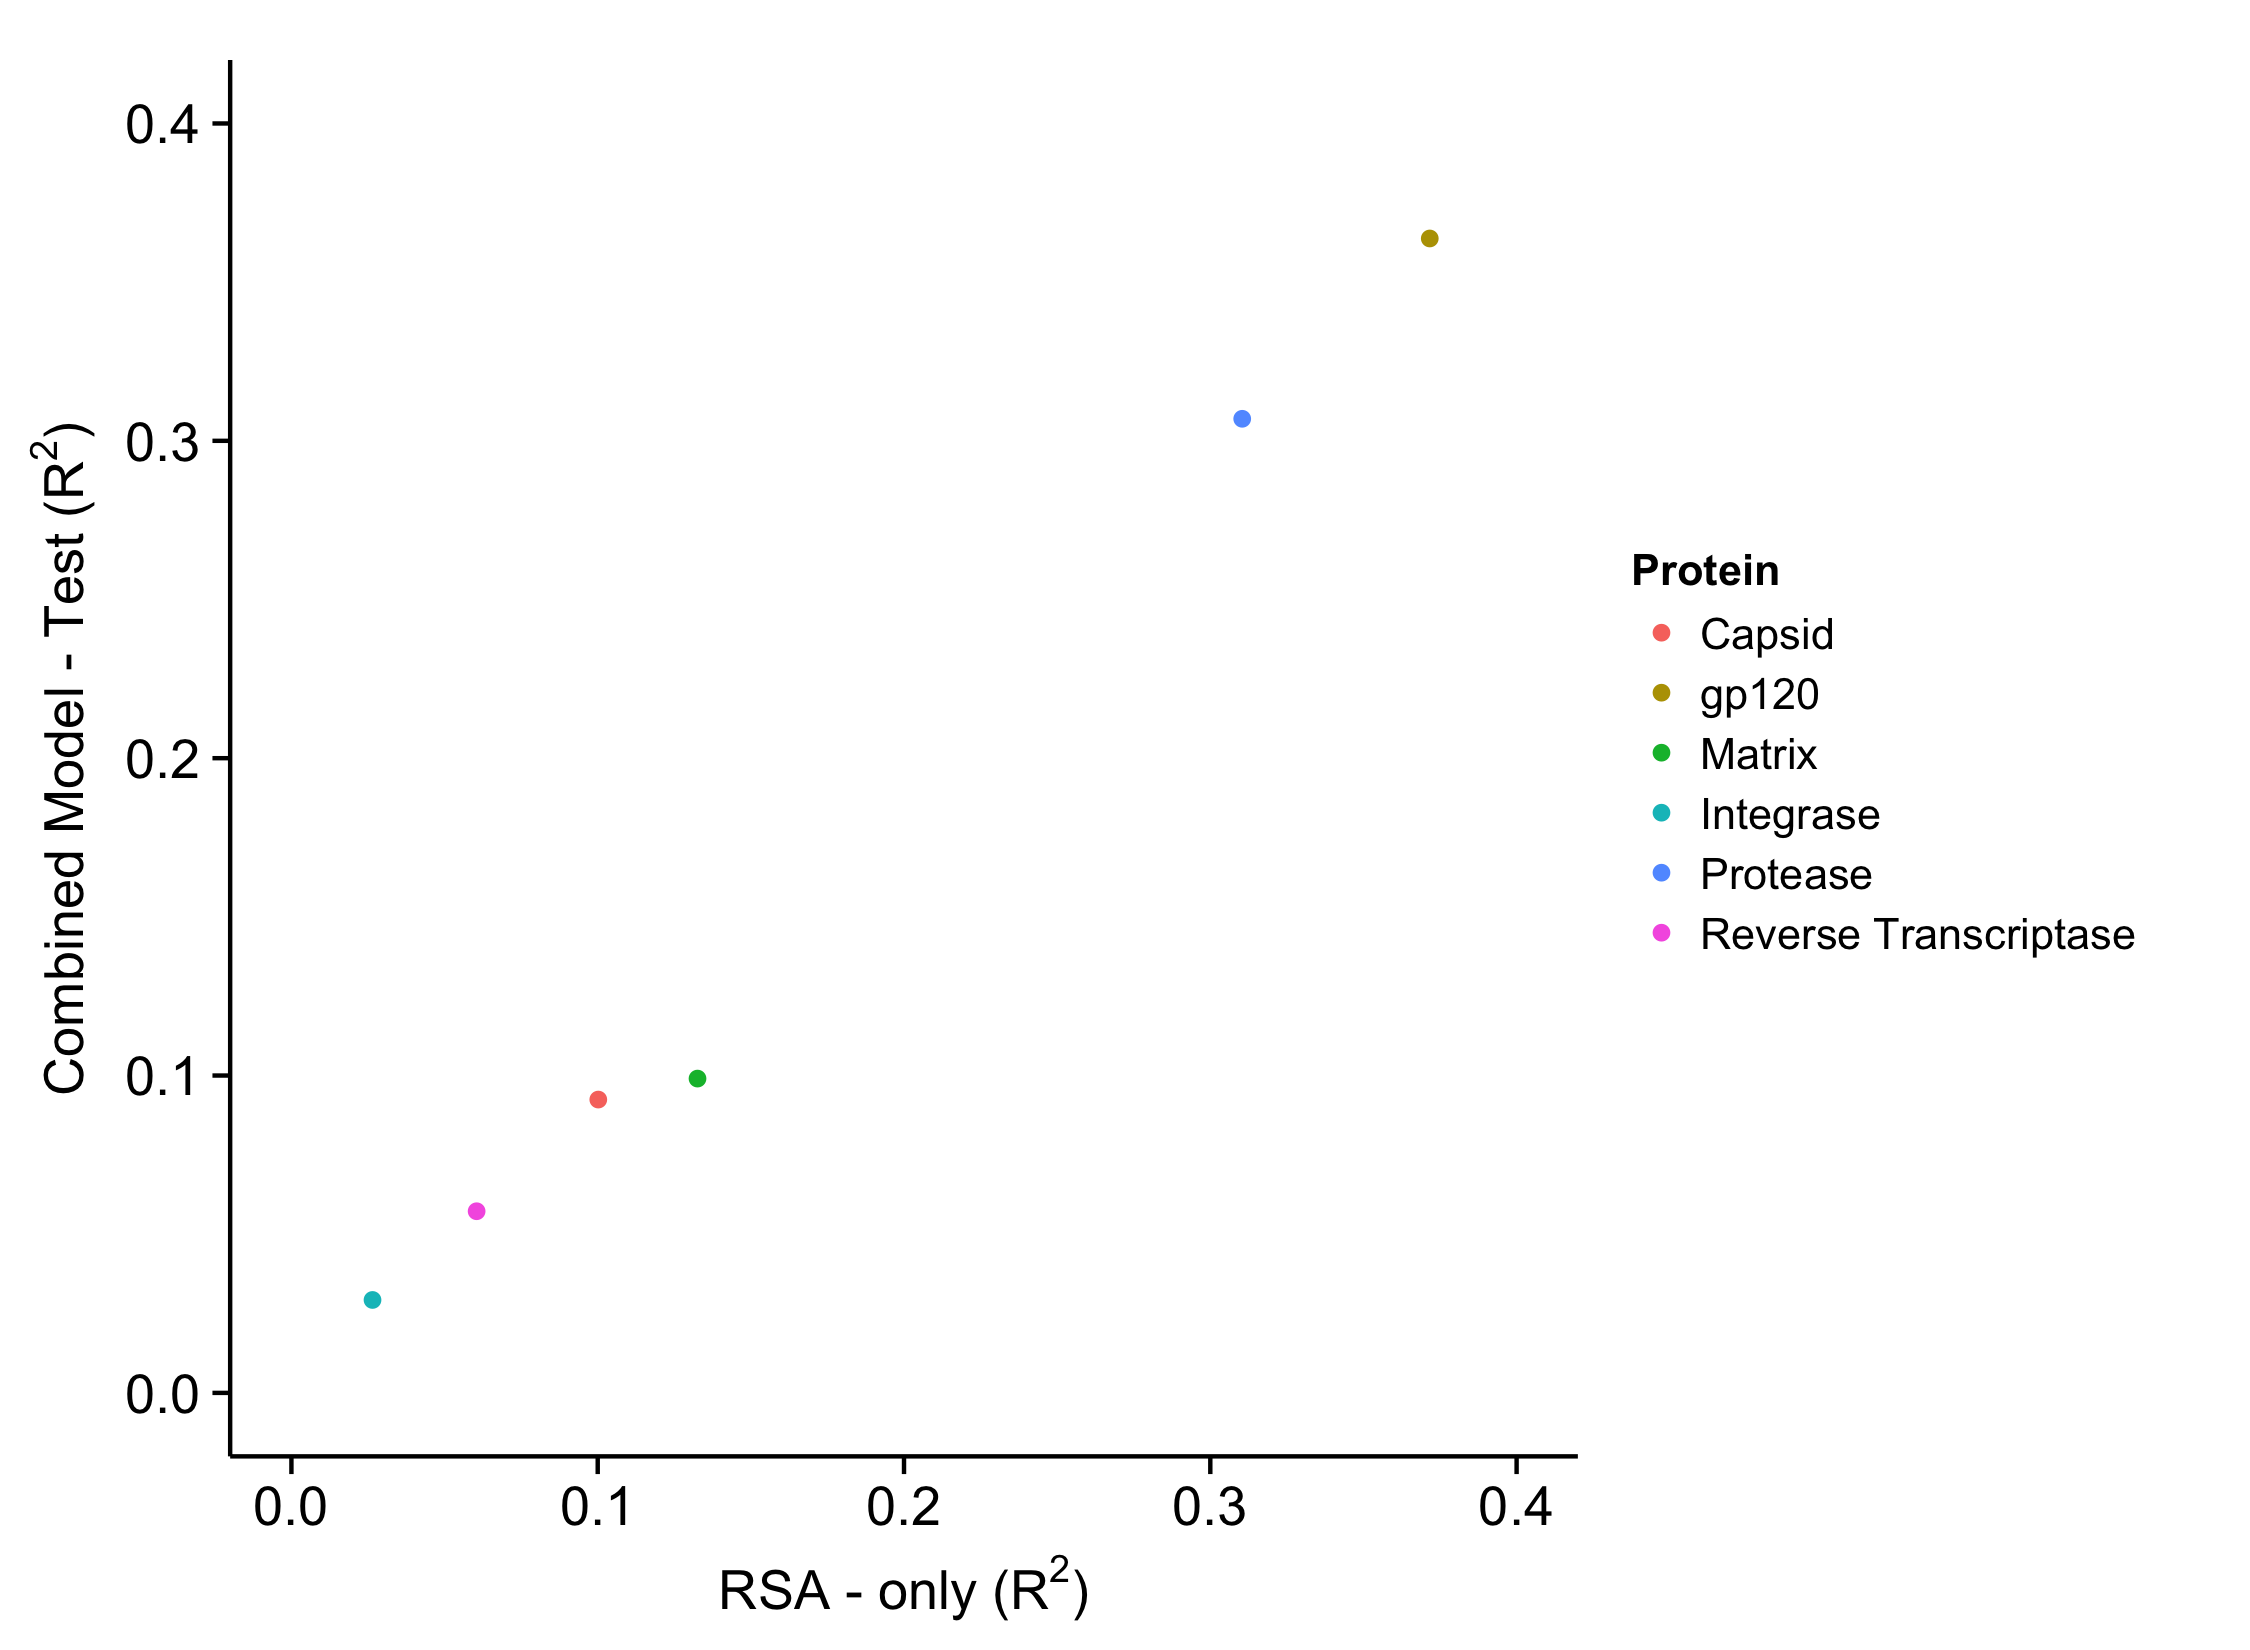 0.4
0.3
0.2
0.1
0.0
Combined Model - Test (R²)
0.0 0.1 0.2 0.3 0.4
RSA - only (R²)
Protein
Capsid
gp120
Matrix
Integrase
Protease
Reverse Transcriptase